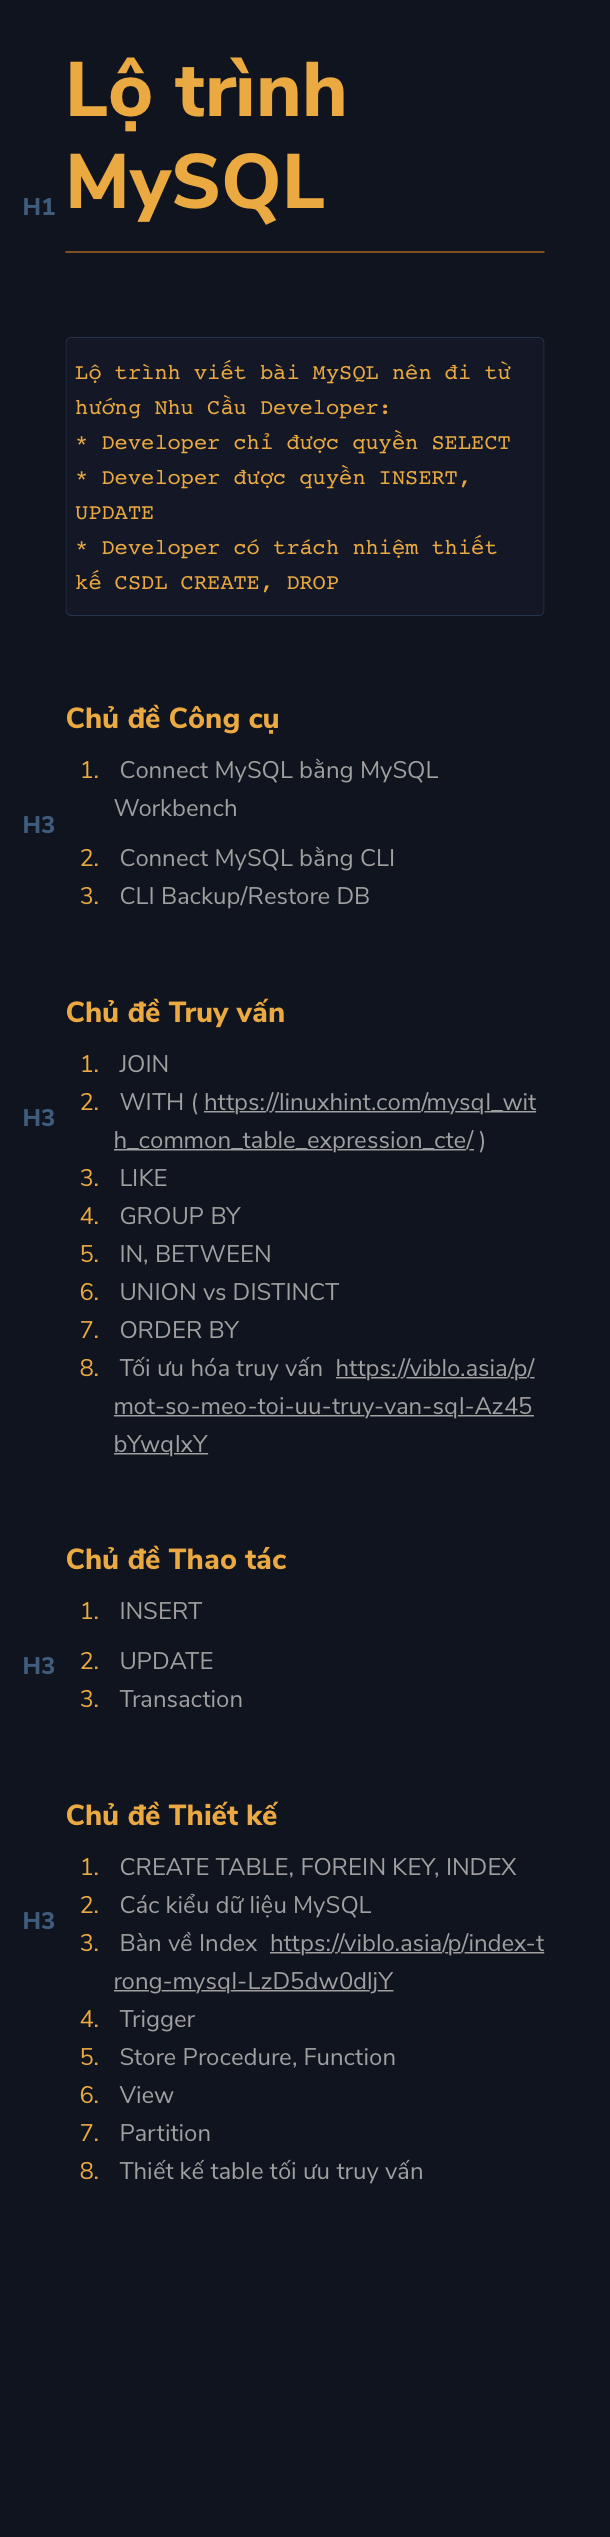 Lộ trình
H1 MySQL
Lộ trình viết bài MySQL nên đi từ
hướng Nhu Cầu Developer:
* Developer chỉ được quyền SELECT
* Developer được quyền INSERT,
UPDATE
* Developer có trách nhiệm thiết
kế CSDL CREATE, DROP
Chủ đề Công cụ
1. Connect MySQL bằng MySQL
Workbench
H3
2. Connect MySQL bằng CLI
3. CLI Backup/Restore DB
Chủ đề Truy vấn
1. JOIN
2. WITH ( https://linuxhint.com/mysql_wit
H3
h_common_table_expression_cte/ )
3. LIKE
4. GROUP BY
5. IN, BETWEEN
6. UNION vs DISTINCT
7. ORDER BY
8. Tối ưu hóa truy vấn https://viblo.asia/p/
mot-so-meo-toi-uu-truy-van-sql-Az45
bYwqlxY
Chủ đề Thao tác
1. INSERT
H3 2. UPDATE
3. Transaction
Chủ đề Thiết kế
1. CREATE TABLE, FOREIN KEY, INDEX
2. Các kiểu dữ liệu MySQL
H3
3. Bàn về Index https://viblo.asia/p/index-t
rong-mysql-LzD5dw0dljY
4. Trigger
5. Store Procedure, Function
6. View
7. Partition
8. Thiết kế table tối ưu truy vấn